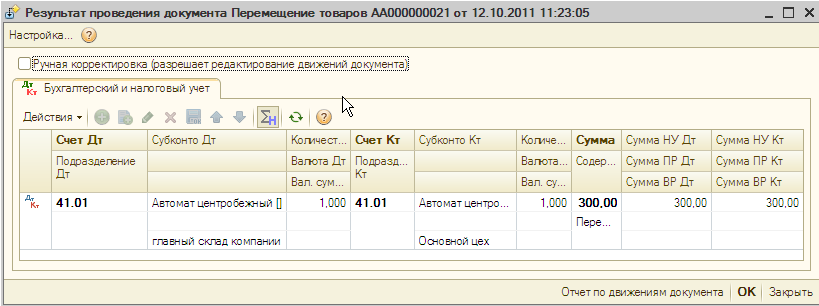 Результат проведения документа Перемещение товаров АА000000021 от 12.10.2011 11:23:05
Настройка...
Ручная корректировка (разрешает редактирование движений документа)
Бухгалтерский и налоговый учет
Действия
Счет Дт Субконто Дт Количест... Счет Кт Субконто Кт Количе... Сумма Сумма НУ Дт Сумма НУ Кт
Подразделение Дт Валюта Дт Подразд... Кт Валюта... Содер... Сумма ПР Дт Сумма ПР Кт
Вал. сум... Вал. су... Сумма ВР Дт Сумма ВР Кт
41.01 Автомат центробежный [] 1,000 41.01 Автомат центро... 1,000 300,00 300,00 300,00
Пере...
главный склад компании Основной цех
Отчет по движениям документа OK Закрыть